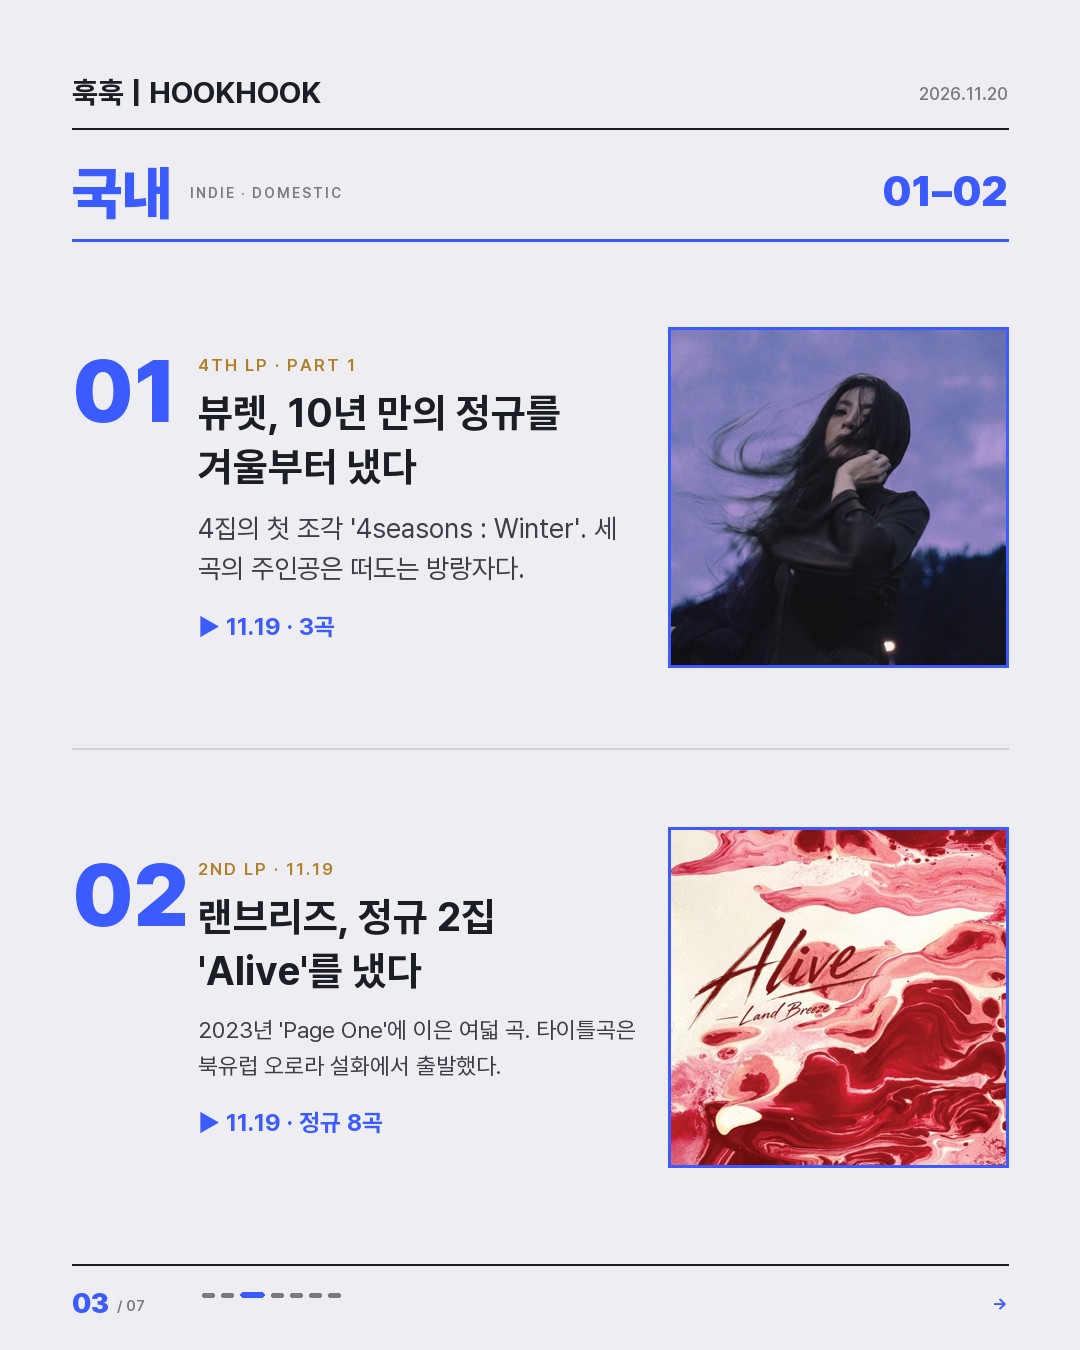 훅훅 | HOOKHOOK
2026.11.20
국내
INDIE · DOMESTIC
01–02
01
4TH LP · PART 1
뷰렛, 10년 만의 정규를
겨울부터 냈다
4집의 첫 조각 '4seasons : Winter'. 세
곡의 주인공은 떠도는 방랑자다.
▶ 11.19 · 3곡
02
2ND LP · 11.19
랜브리즈, 정규 2집
'Alive'를 냈다
2023년 'Page One'에 이은 여덟 곡. 타이틀곡은
북유럽 오로라 설화에서 출발했다.
▶ 11.19 · 정규 8곡
Alive
Land Breeze
03 / 07
→